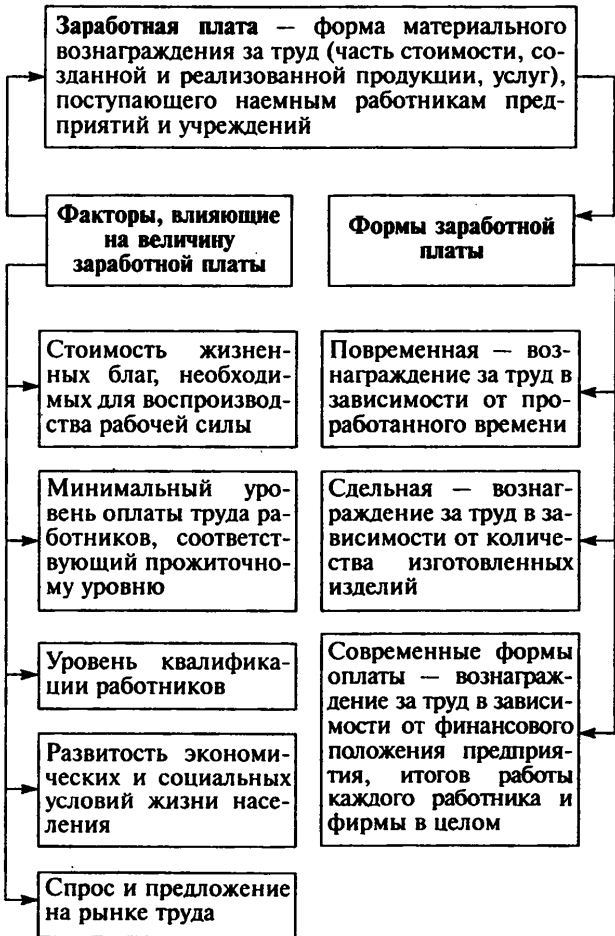 Заработная плата — форма материального
вознаграждения за труд (часть стоимости, со-
зданной и реализованной продукции, услуг),
поступающего наемным работникам пред-
приятий и учреждений
Факторы, влияющие
на величину
заработной платы
Формы заработной
платы
Стоимость жизнен-
ных благ, необходи-
мых для воспроизвод-
ства рабочей силы
Минимальный уро-
вень оплаты труда ра-
ботников, соответст-
вующий прожиточно-
му уровню
Уровень квалифика-
ции работников
Развитость экономи-
ческих и социальных
условий жизни насе-
ления
Спрос и предложение
на рынке труда
Повременная — воз-
награждение за труд в
зависимости от про-
работанного времени
Сдельная — вознаг-
раждение за труд в за-
висимости от количе-
ства изготовленных
изделий
Современные формы
оплаты — вознаграж-
дение за труд в зависи-
мости от финансового
положения предприя-
тия, итогов работы
каждого работника и
фирмы в целом